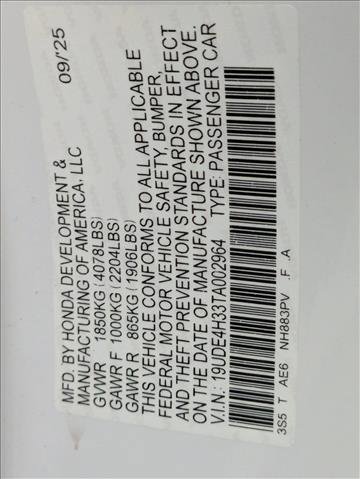 MFD. BY HONDA DEVELOPMENT & 09/'25
MANUFACTURING OF AMERICA, LLC
GVWR 1850KG (4078LBS)
GAWR F 1000KG (2204LBS)
GAWR R 865KG (1906LBS)
THIS VEHICLE CONFORMS TO ALL APPLICABLE
FEDERAL MOTOR VEHICLE SAFETY, BUMPER,
AND THEFT PREVENTION STANDARDS IN EFFECT
ON THE DATE OF MANUFACTURE SHOWN ABOVE.
V.I.N.: 19UDE4H33TA002964 TYPE: PASSENGER CAR
3S5 T AE6 NH883PV .F .A